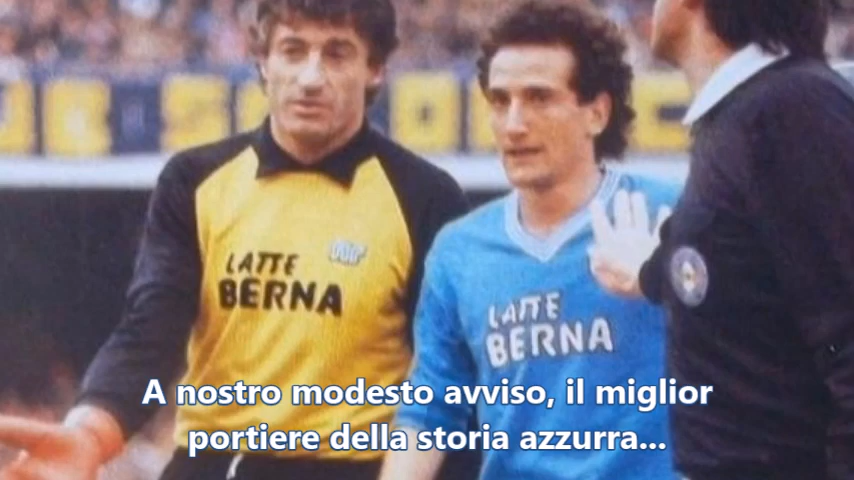 LATTE
BERNA
LATTE
BERNA
A nostro modesto avviso, il miglior
portiere della storia azzurra...